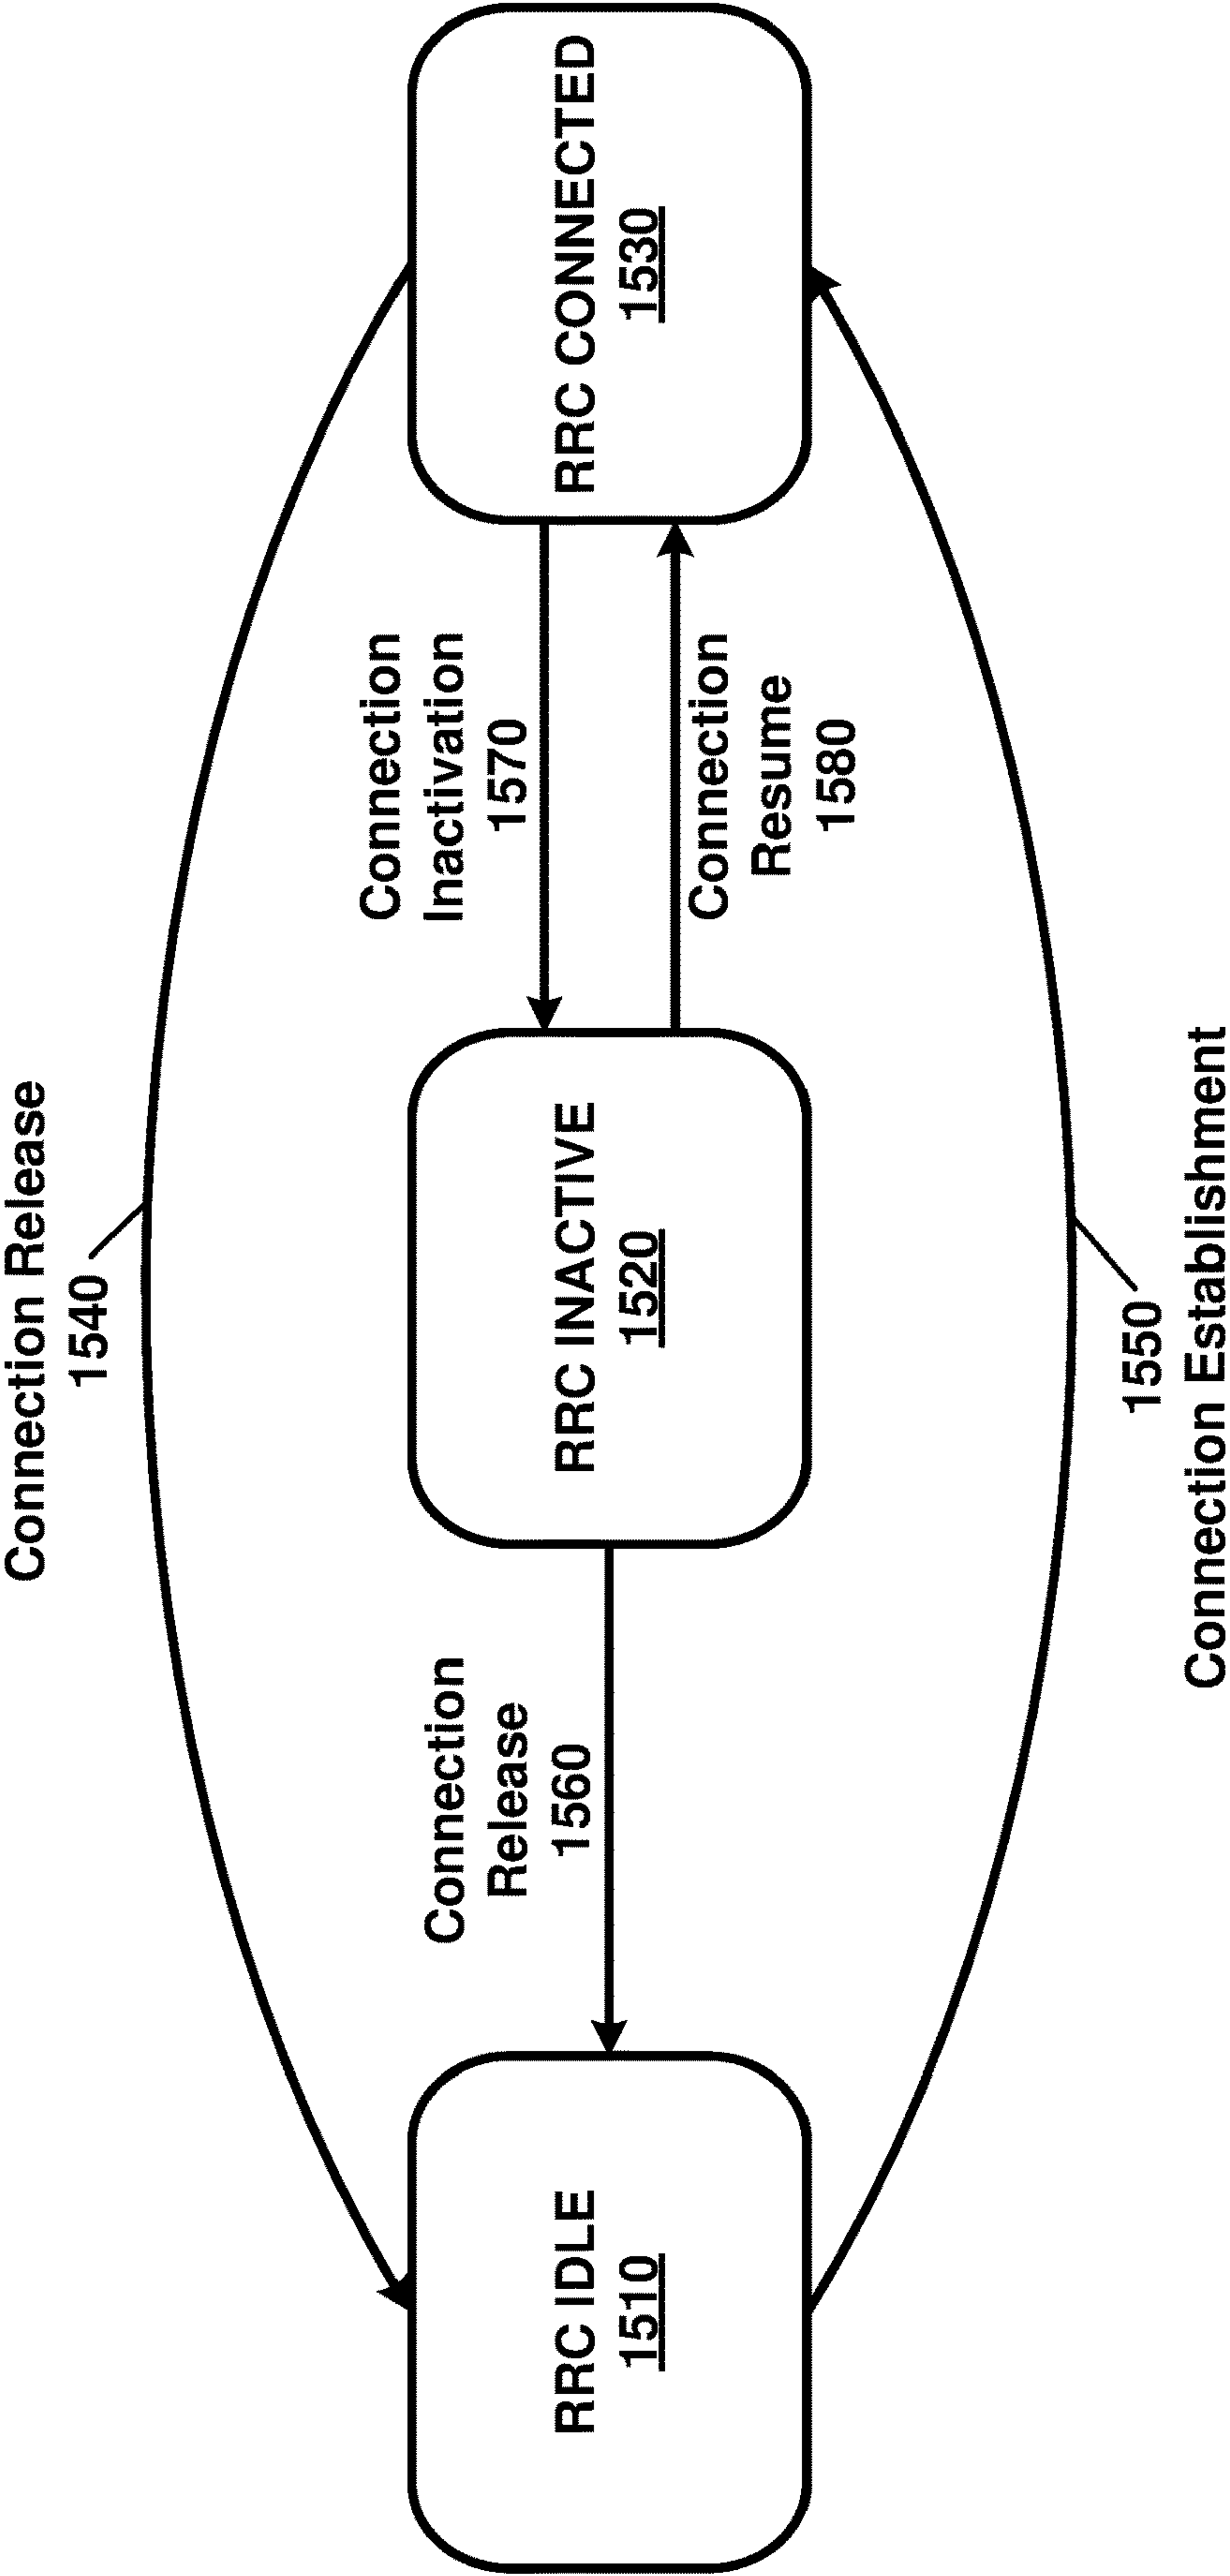 Connection Release
1540
Connection
Release
1560
Connection
Inactivation
1570
RRC IDLE
1510
RRC INACTIVE
1520
RRC CONNECTED
1530
Connection
Resume
1580
1550
Connection Establishment